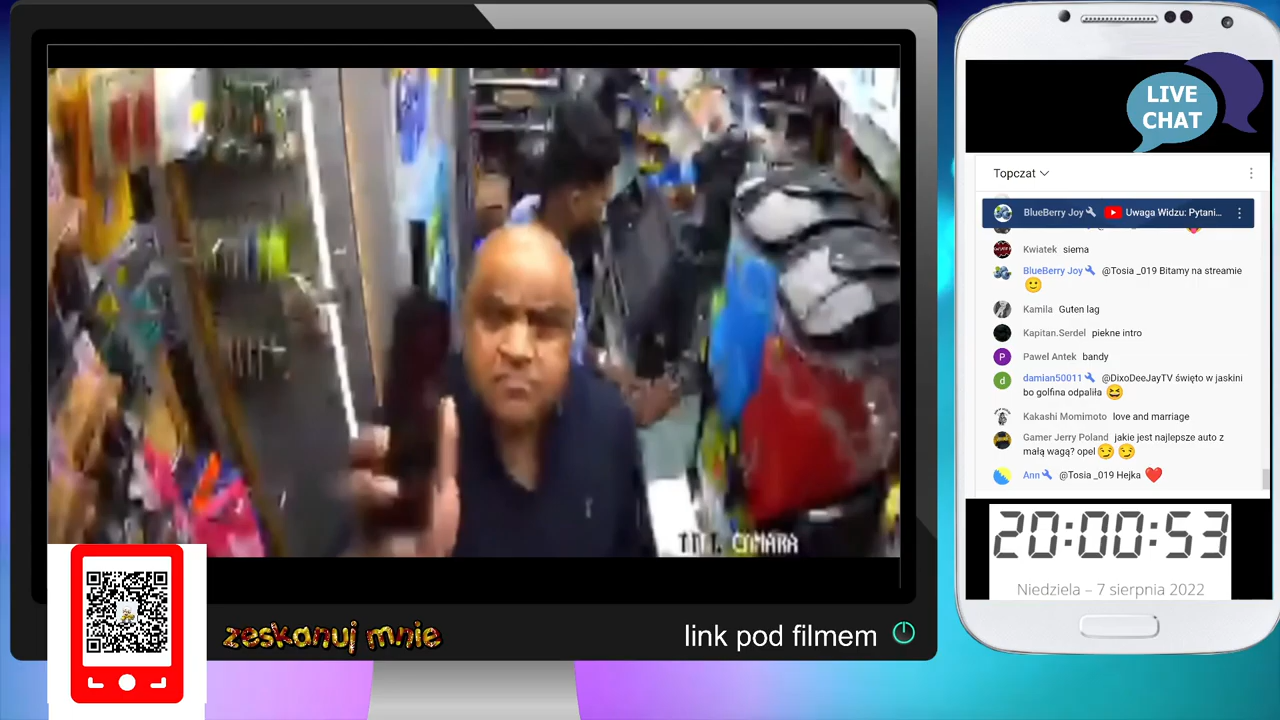 LIVE
CHAT
Topczat
BlueBerry Joy Uwaga Widzu: Pytani...
Kwiatek siema
BlueBerry Joy @Tosia _019 Bitamy na streamie
Kamila Guten lag
Kapitan.Serdel piekne intro
P Pawel Antek bandy
d damian50011 @DixoDeeJayTV święto w jaskini
bo golfina odpaliła
Kakashi Momimoto love and marriage
Gamer Jerry Poland jakie jest najlepsze auto z
małą wagą? opel
Ann @Tosia _019 Hejka
20:00:53
Niedziela – 7 sierpnia 2022
CAMARA
zeskanuj mnie
link pod filmem